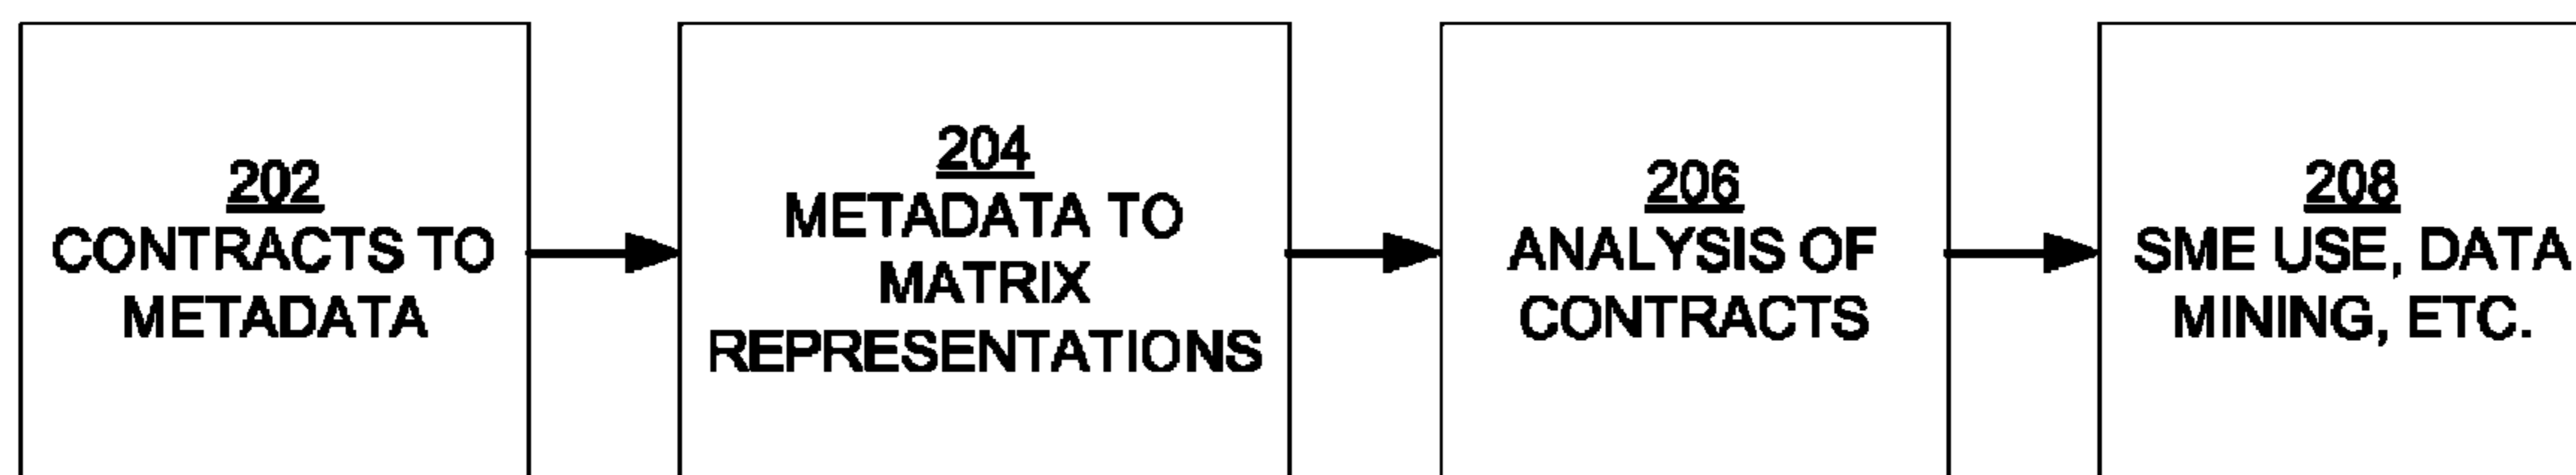 202
CONTRACTS TO
METADATA
204
METADATA TO
MATRIX
REPRESENTATIONS
206
ANALYSIS OF
CONTRACTS
208
SME USE, DATA
MINING, ETC.